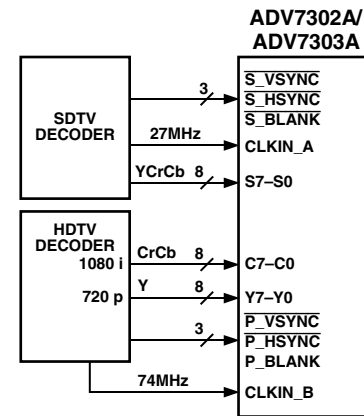 ADV7302A/
ADV7303A
SDTV
DECODER
3
S_VSYNC
S_HSYNC
S_BLANK
27MHz
CLKIN_A
YCrCb 8
S7–S0
HDTV
DECODER
1080 i
720 p
CrCb 8
C7–C0
Y 8
Y7–Y0
3
P_VSYNC
P_HSYNC
P_BLANK
74MHz
CLKIN_B